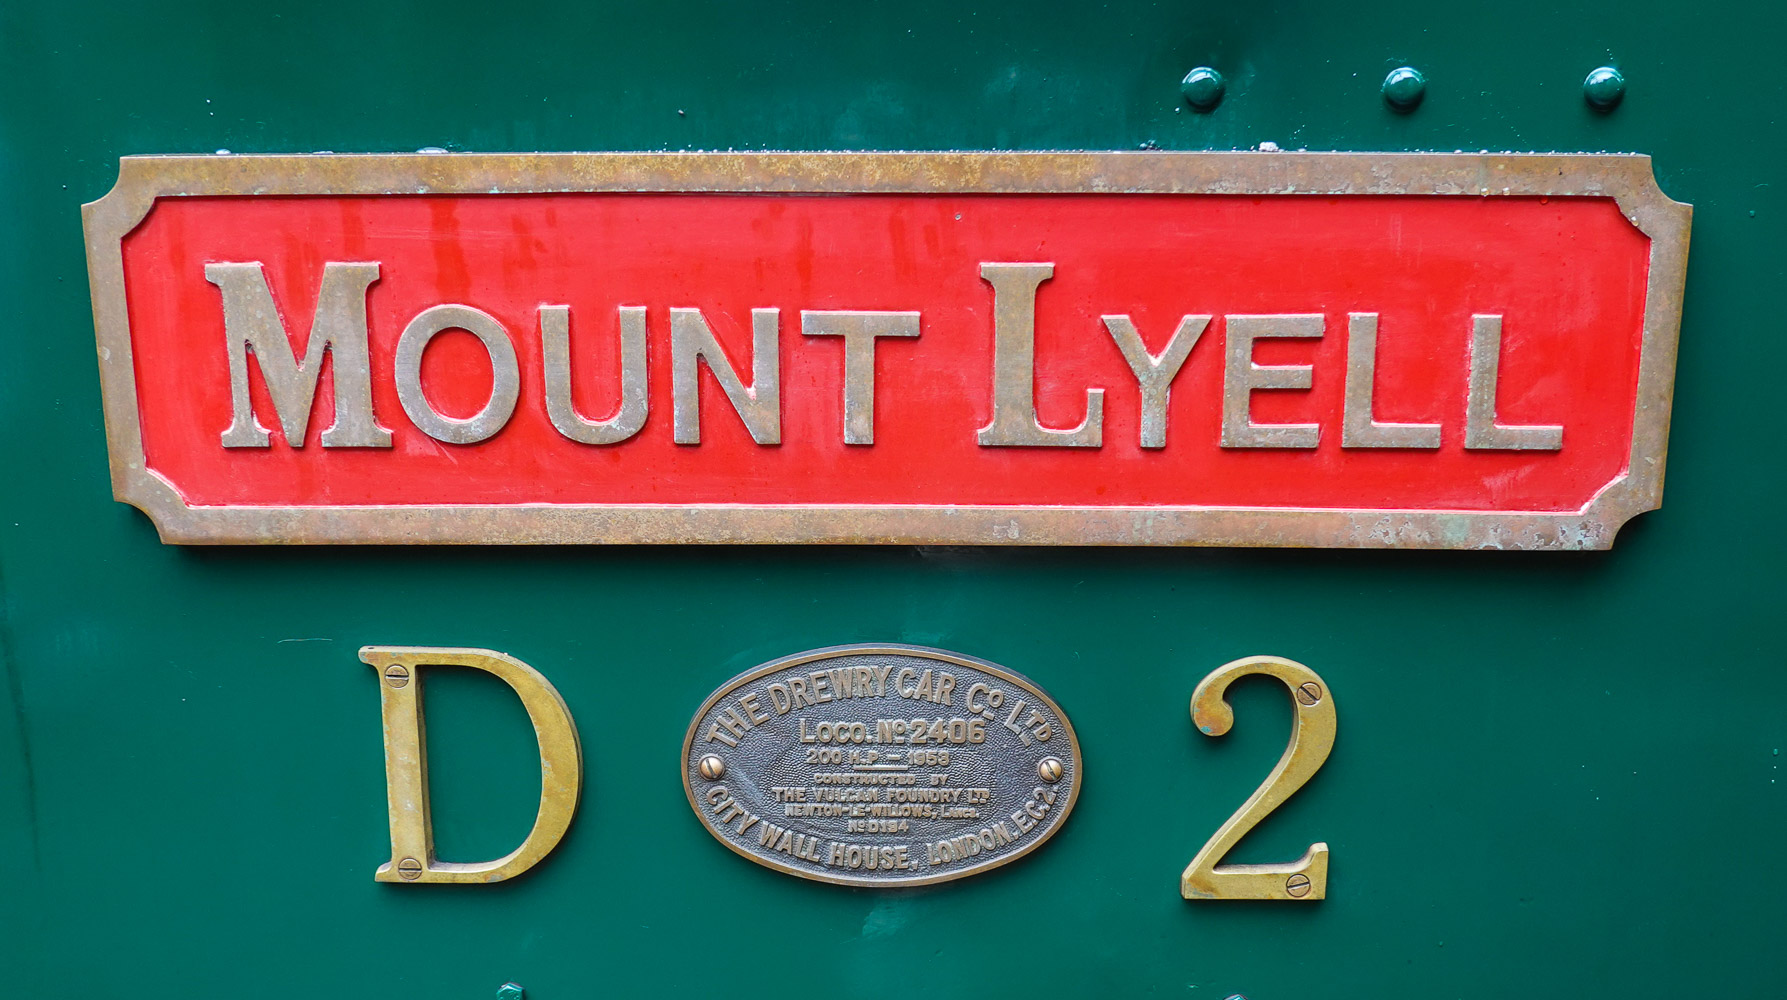 MOUNT LYELL
D
THE DREWRY CAR Co LTD
LOCO. No 2406
200 H.P - 1953
CONSTRUCTED BY
THE VULCAN FOUNDRY LTD
NEWTON-LE-WILLOWS, LANCS.
No D194
CITY WALL HOUSE, LONDON. E.C.2.
2